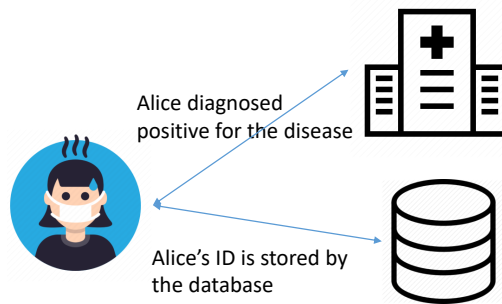 Alice diagnosed
positive for the disease
Alice’s ID is stored by
the database